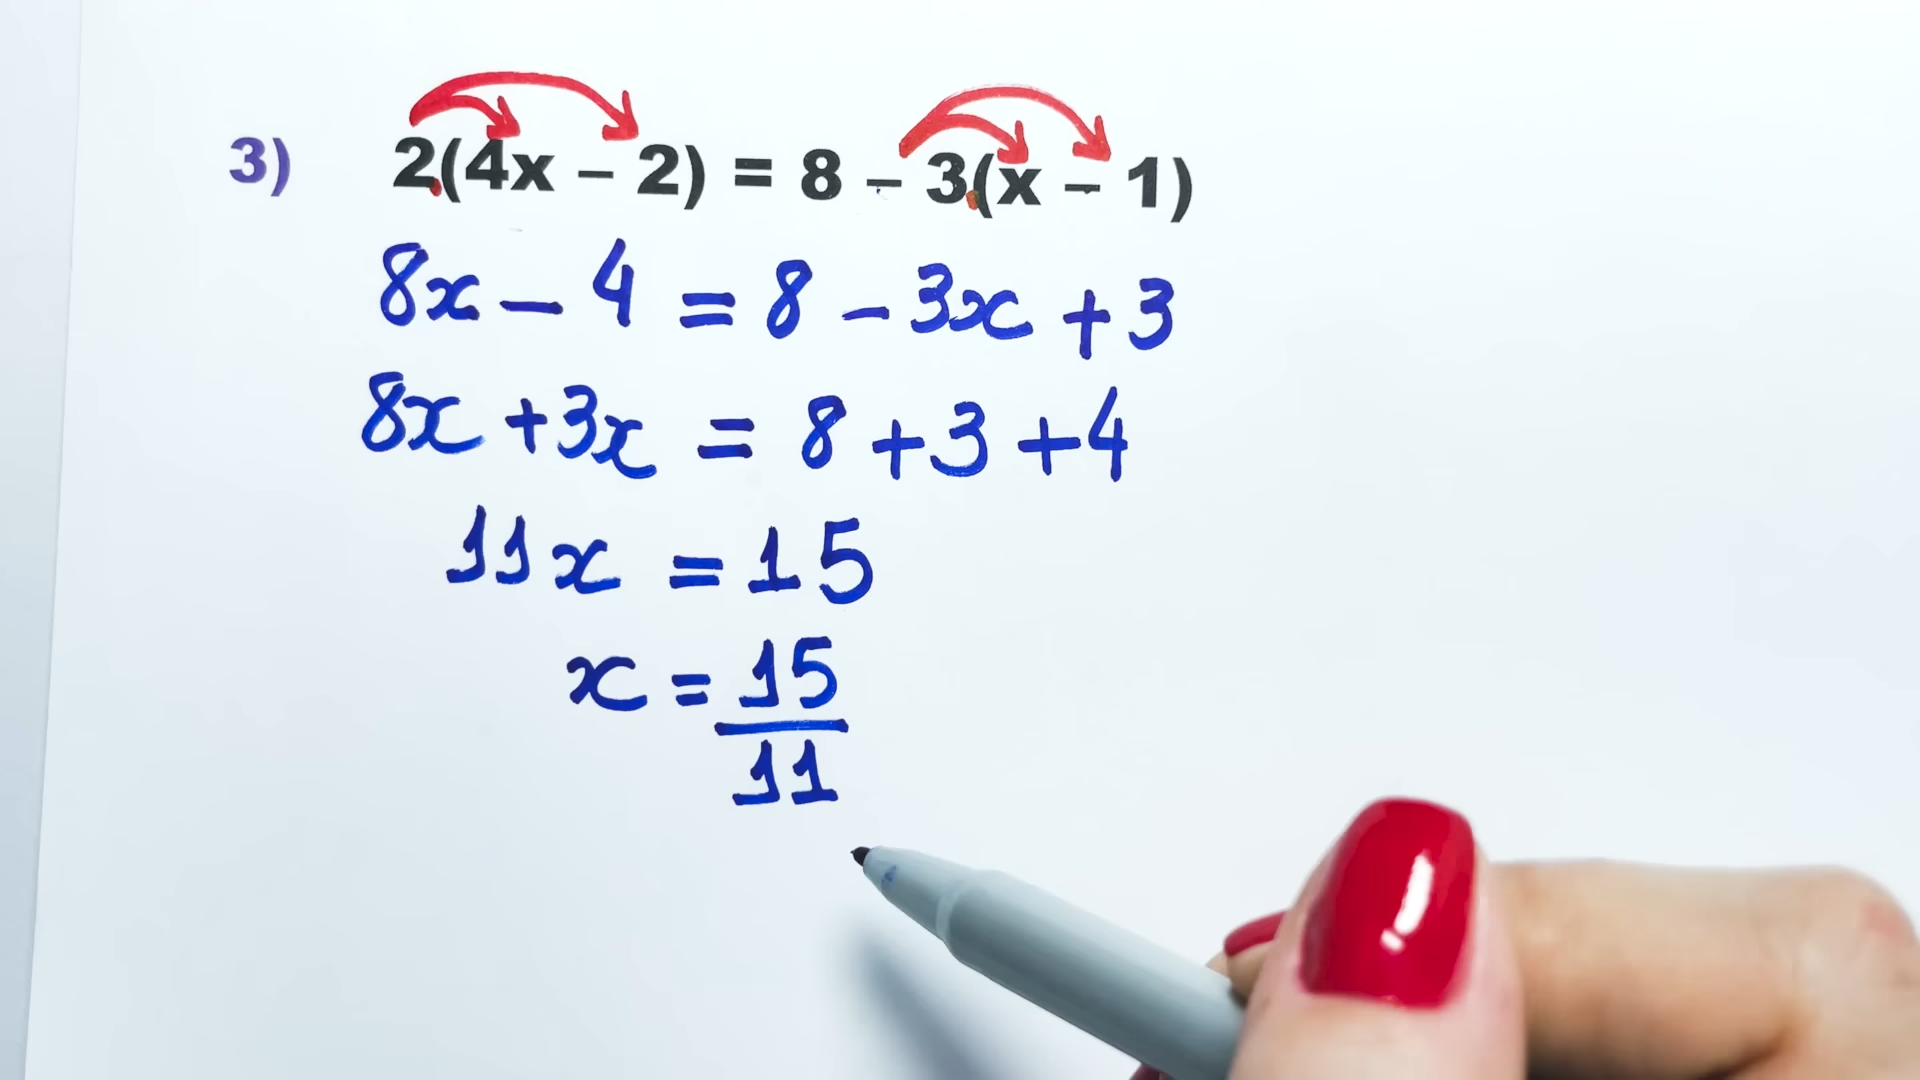 3) 2(4x – 2) = 8 – 3(x – 1)
8x – 4 = 8 – 3x + 3
8x + 3x = 8 + 3 + 4
11x = 15
x = 15
11